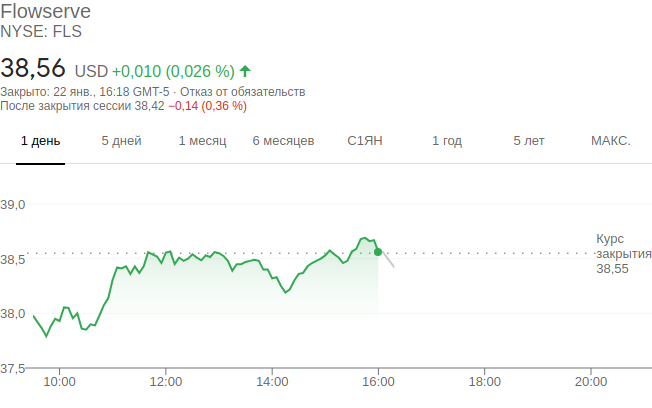 Flowserve
NYSE: FLS
38,56 USD +0,010 (0,026 %)
Закрыто: 22 янв., 16:18 GMT-5 · Отказ от обязательств
После закрытия сессии 38,42 −0,14 (0,36 %)
1 день 5 дней 1 месяц 6 месяцев С1ЯН 1 год 5 лет МАКС.
39,0
38,5
38,0
37,5
Курс
закрытия
38,55
10:00 12:00 14:00 16:00 18:00 20:00